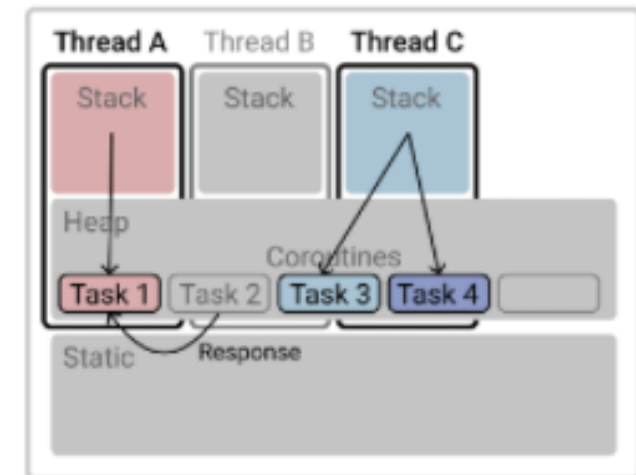 Thread A Thread B Thread C
Stack Stack Stack
Heap
Coroutines
Task 1 Task 2 Task 3 Task 4
Response
Static